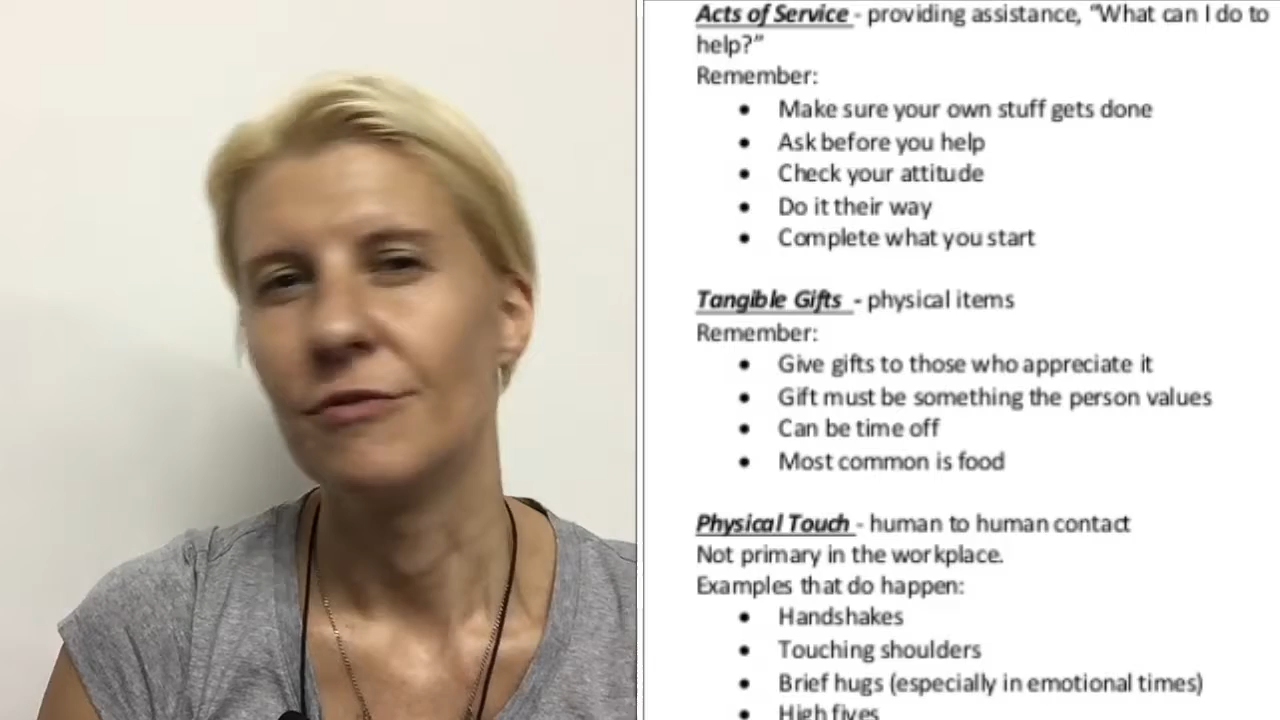 Acts of Service - providing assistance, “What can I do to
help?”
Remember:
• Make sure your own stuff gets done
• Ask before you help
• Check your attitude
• Do it their way
• Complete what you start
Tangible Gifts - physical items
Remember:
• Give gifts to those who appreciate it
• Gift must be something the person values
• Can be time off
• Most common is food
Physical Touch - human to human contact
Not primary in the workplace.
Examples that do happen:
• Handshakes
• Touching shoulders
• Brief hugs (especially in emotional times)
• High fives